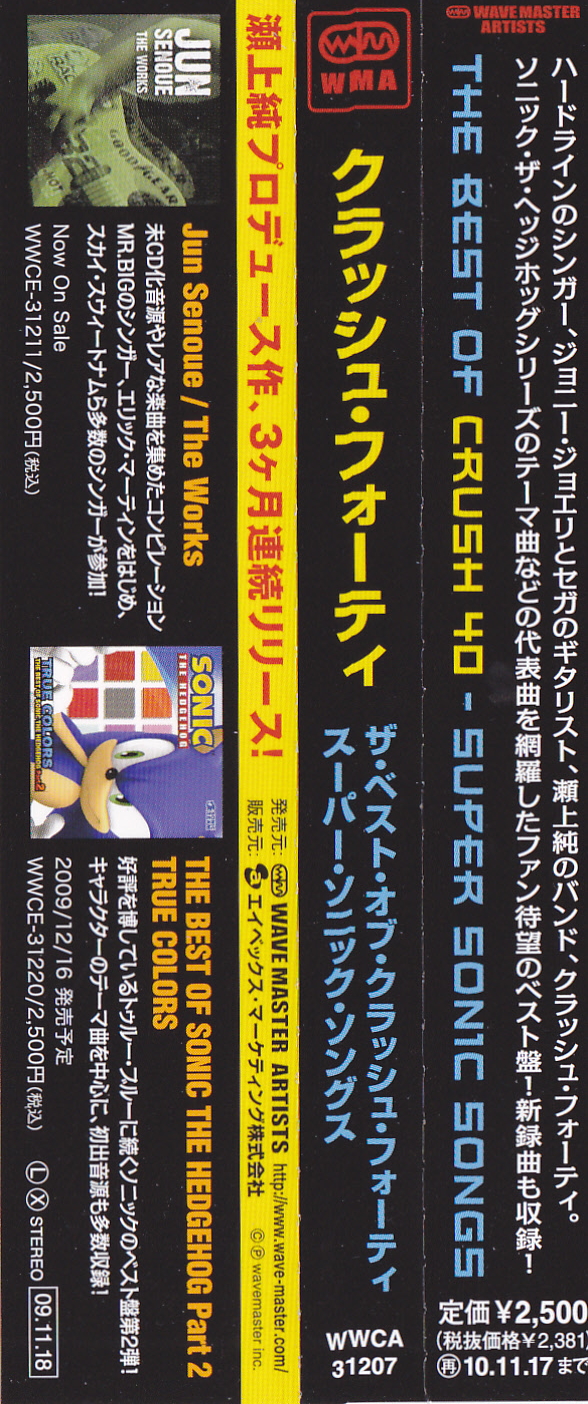 WAVE MASTER
ARTISTS
ハードラインのシンガー、ジョニー・ジョエリとセガのギタリスト、瀬上純のバンド、クラッシュ・フォーティ。
ソニック・ザ・ヘッジホッグシリーズのテーマ曲などの代表曲を網羅したファン待望のベスト盤!新録曲も収録!
THE BEST OF CRUSH 40 - SUPER SONIC SONGS
定価¥2,500
(税抜価格¥2,381)
再10.11.17まで
WMA
クラッシュ・フォーティ
ザ・ベスト・オブ・クラッシュ・フォーティ
スーパー・ソニック・ソングス
WWCA
31207
瀬上純プロデュース作、3ヶ月連続リリース!
発売元: WAVE MASTER ARTISTS http://www.wave-master.com/
販売元: エイベックス・マーケティング株式会社 ©℗ wavemaster inc.
JUN
SENOUE
THE WORKS
GOODYEAR
Jun Senoue / The Works
未CD化音源やレアな楽曲を集めたコンピレーション
MR.BIGのシンガー、エリック・マーティンをはじめ、
スカイ・スウィートナムら多数のシンガーが参加!
Now On Sale
WWCE-31211/2,500円(税込)
SONIC
THE HEDGEHOG
TRUE COLORS
THE BEST OF SONIC THE HEDGEHOG Part 2
THE BEST OF SONIC THE HEDGEHOG Part 2
TRUE COLORS
好評を博しているトゥルー・ブルーに続くソニックのベスト盤第2弾!
キャラクターのテーマ曲を中心に、初出音源も多数収録!
2009/12/16 発売予定
WWCE-31220/2,500円(税込) Ⓛ Ⓧ STEREO 09.11.18